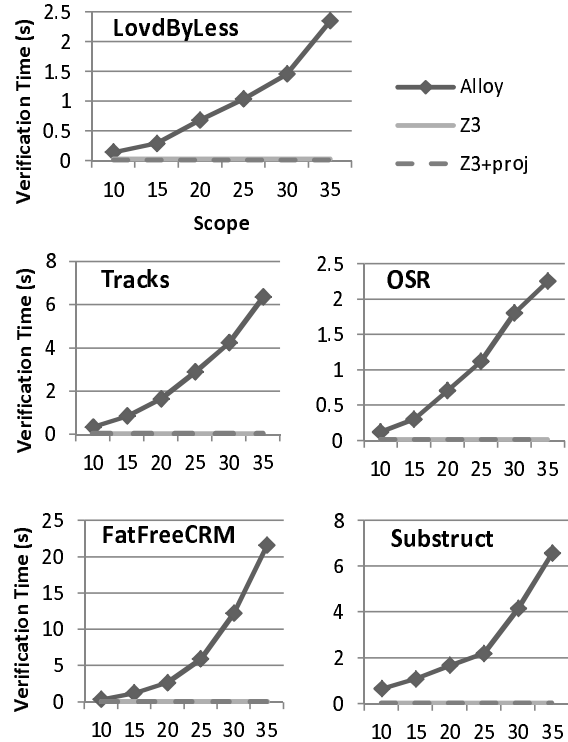 LovdByLess
Verification Time (s)
2.5
2
1.5
1
0.5
0
10 15 20 25 30 35
Scope
Alloy
Z3
Z3+proj
Tracks
Verification Time (s)
8
6
4
2
0
10 15 20 25 30 35
OSR
2.5
2
1.5
1
0.5
0
10 15 20 25 30 35
FatFreeCRM
Verification Time (s)
25
20
15
10
5
0
10 15 20 25 30 35
Substruct
8
6
4
2
0
10 15 20 25 30 35